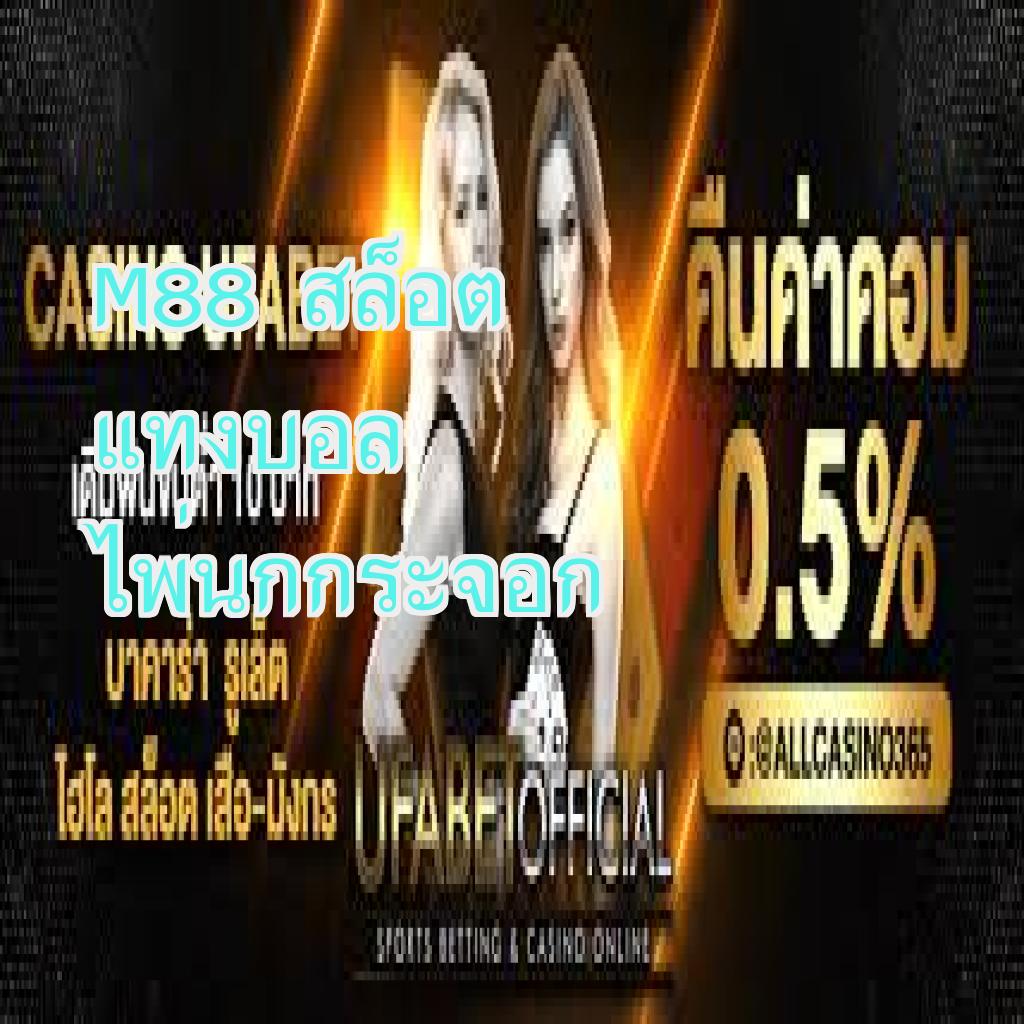 CASINO UFABET
M88 สล็อต
แทงบอล
ไพ่นกกระจอก
บาคาร่า รูเล็ต
ไฮโล สล็อต เสือ-มังกร
คืนค่าคอม
0.5%
:@ALLCASINO365
UFABET OFFICIAL
SPORTS BETTING & CASINO ONLINE